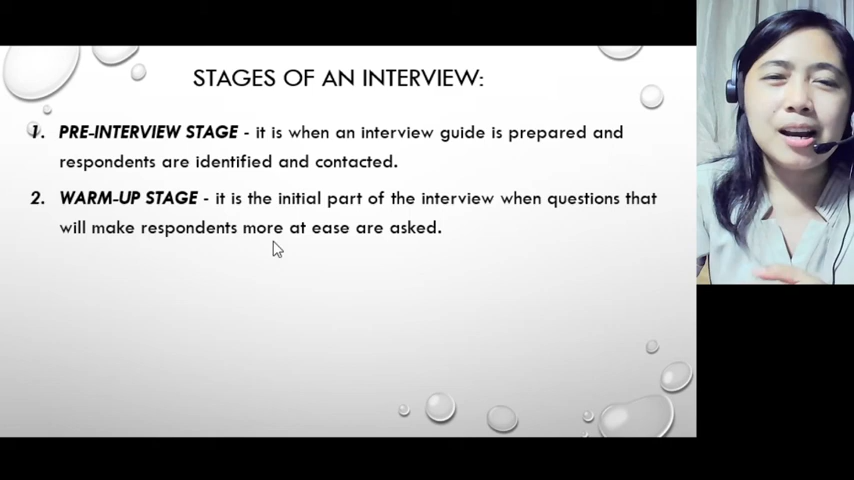 STAGES OF AN INTERVIEW:
1. PRE-INTERVIEW STAGE - it is when an interview guide is prepared and
respondents are identified and contacted.
2. WARM-UP STAGE - it is the initial part of the interview when questions that
will make respondents more at ease are asked.